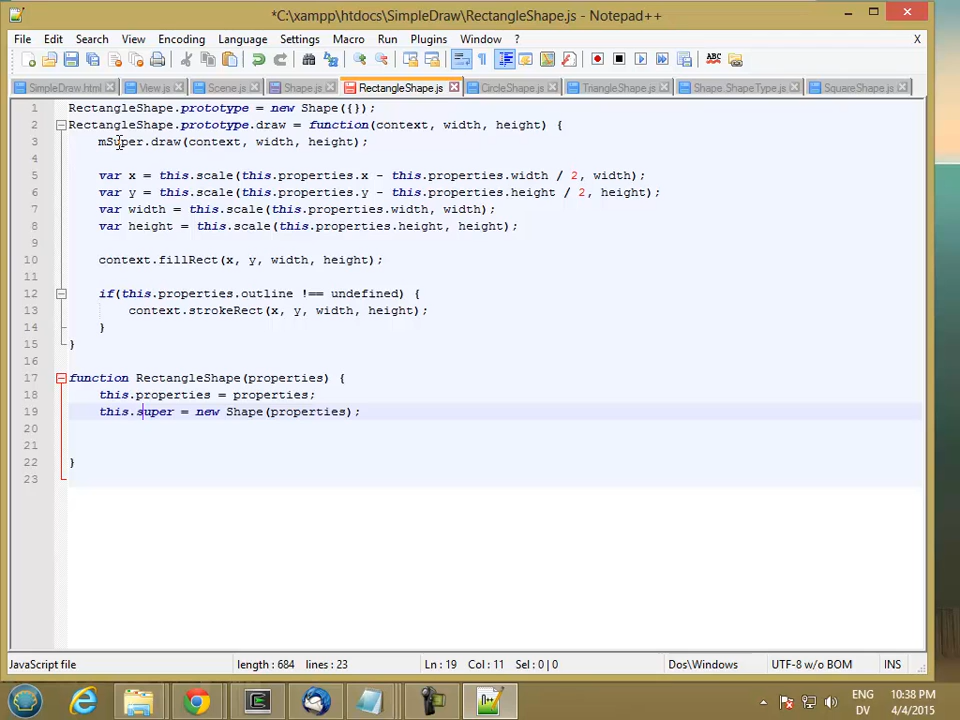 *C:\xampp\htdocs\SimpleDraw\RectangleShape.js - Notepad++
File Edit Search View Encoding Language Settings Macro Run Plugins Window ? X
SimpleDraw.html View.js Scene.js Shape.js RectangleShape.js CircleShape.js TriangleShape.js Shape.ShapeType.js SquareShape.js
1 RectangleShape.prototype = new Shape({});
2 RectangleShape.prototype.draw = function(context, width, height) {
3 mSuper.draw(context, width, height);
4
5 var x = this.scale(this.properties.x - this.properties.width / 2, width);
6 var y = this.scale(this.properties.y - this.properties.height / 2, height);
7 var width = this.scale(this.properties.width, width);
8 var height = this.scale(this.properties.height, height);
9
10 context.fillRect(x, y, width, height);
11
12 if(this.properties.outline !== undefined) {
13 context.strokeRect(x, y, width, height);
14 }
15 }
16
17 function RectangleShape(properties) {
18 this.properties = properties;
19 this.super = new Shape(properties);
20
21
22 }
23
JavaScript file length : 684 lines : 23 Ln : 19 Col : 11 Sel : 0 | 0 Dos\Windows UTF-8 w/o BOM INS
ENG 10:38 PM
DV 4/4/2015